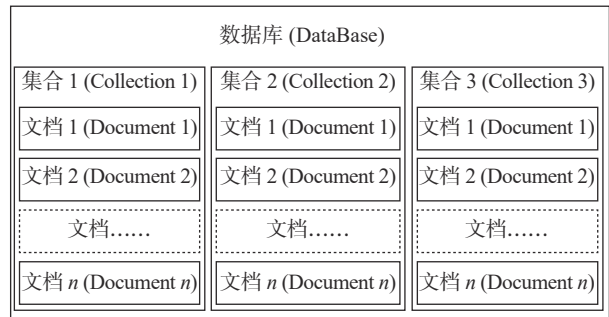 数据库 (DataBase)
集合 1 (Collection 1)
文档 1 (Document 1)
文档 2 (Document 2)
文档……
文档 n (Document n)
集合 2 (Collection 2)
文档 1 (Document 1)
文档 2 (Document 2)
文档……
文档 n (Document n)
集合 3 (Collection 3)
文档 1 (Document 1)
文档 2 (Document 2)
文档……
文档 n (Document n)